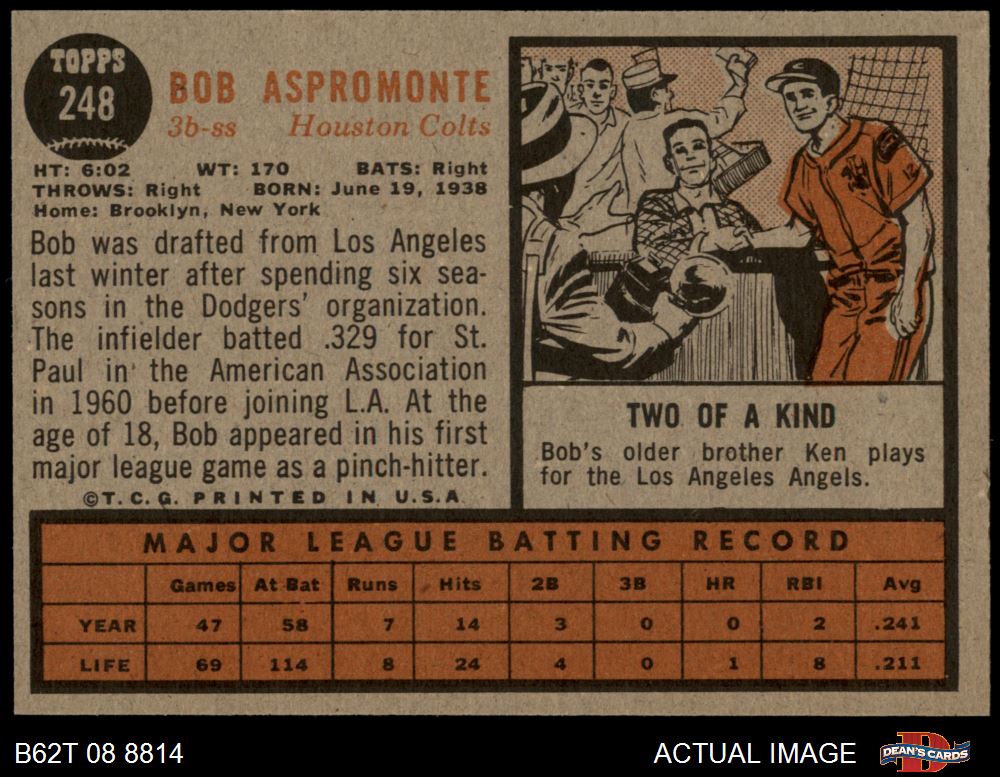 TOPPS
248
BOB ASPROMONTE
3b-ss Houston Colts
HT: 6:02 WT: 170 BATS: Right
THROWS: Right BORN: June 19, 1938
Home: Brooklyn, New York
Bob was drafted from Los Angeles
last winter after spending six sea-
sons in the Dodgers' organization.
The infielder batted .329 for St.
Paul in the American Association
in 1960 before joining L.A. At the
age of 18, Bob appeared in his first
major league game as a pinch-hitter.
©T.C.G. PRINTED IN U.S.A.
12
TWO OF A KIND
Bob's older brother Ken plays
for the Los Angeles Angels.
MAJOR LEAGUE BATTING RECORD
Games At Bat Runs Hits 2B 3B HR RBI Avg
YEAR 47 58 7 14 3 0 0 2 .241
LIFE 69 114 8 24 4 0 1 8 .211
B62T 08 8814 ACTUAL IMAGE DEAN'S CARDS